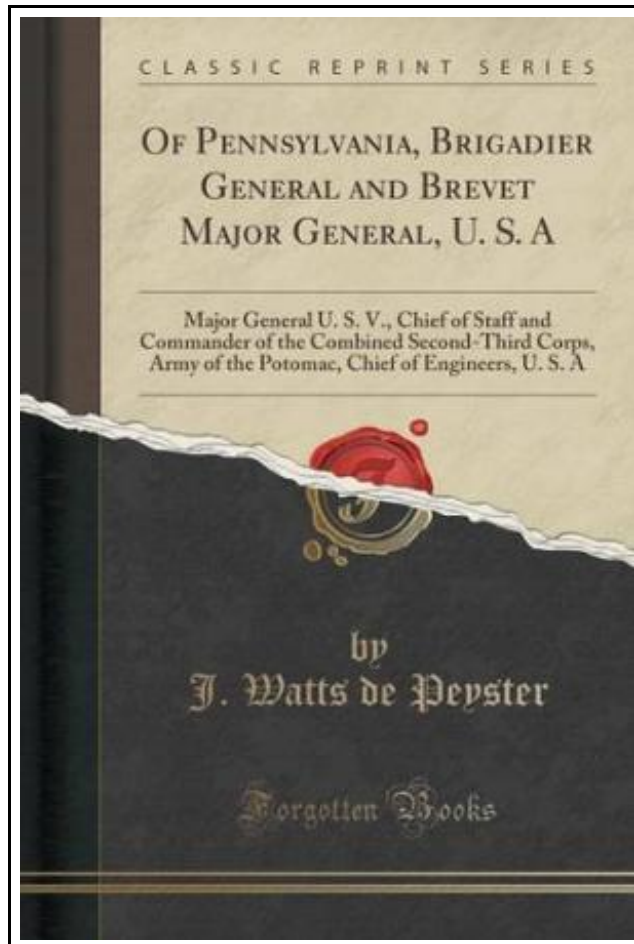 CLASSIC REPRINT SERIES
OF PENNSYLVANIA, BRIGADIER
GENERAL AND BREVET
MAJOR GENERAL, U. S. A
Major General U. S. V., Chief of Staff and
Commander of the Combined Second-Third Corps,
Army of the Potomac, Chief of Engineers, U. S. A
by
J. Watts de Peyster
Forgotten Books